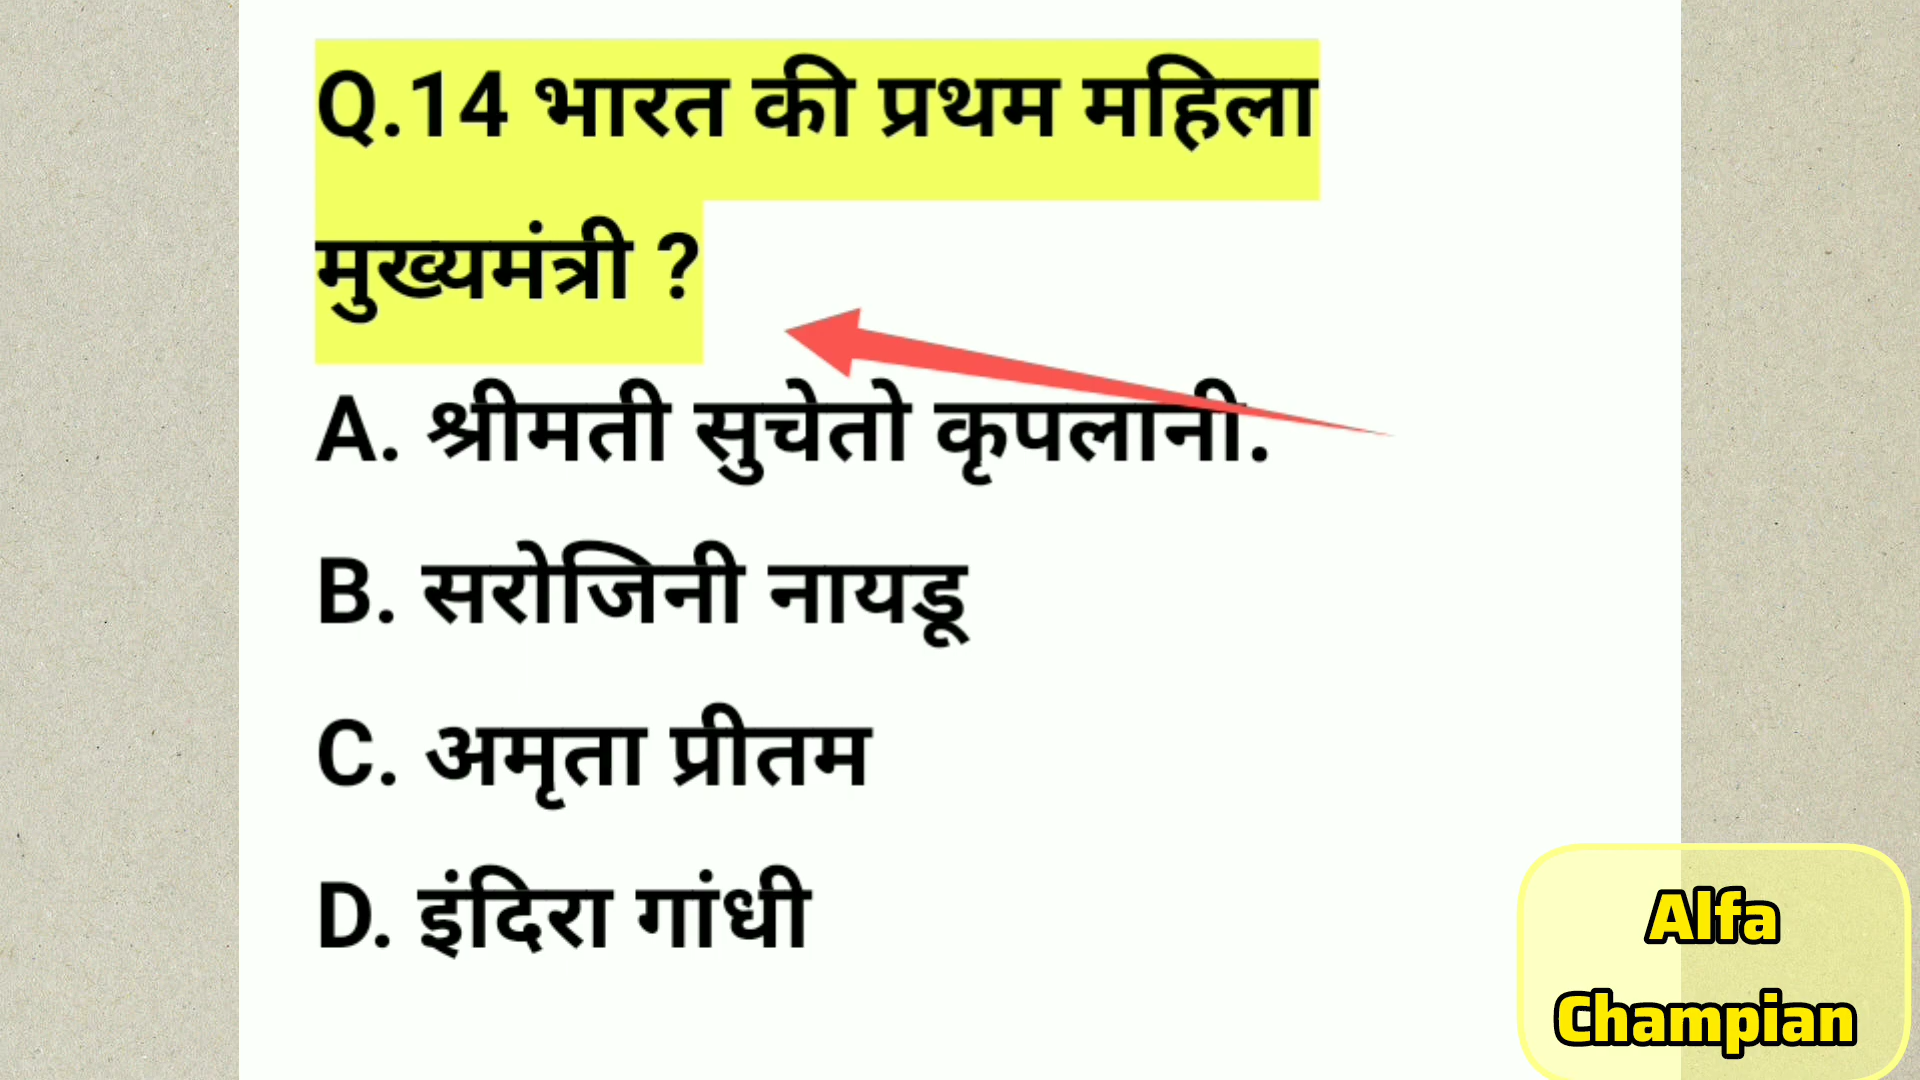 Q.14 भारत की प्रथम महिला
मुख्यमंत्री ?
A. श्रीमती सुचेतो कृपलानी.
B. सरोजिनी नायडू
C. अमृता प्रीतम
D. इंदिरा गांधी
Alfa
Champian